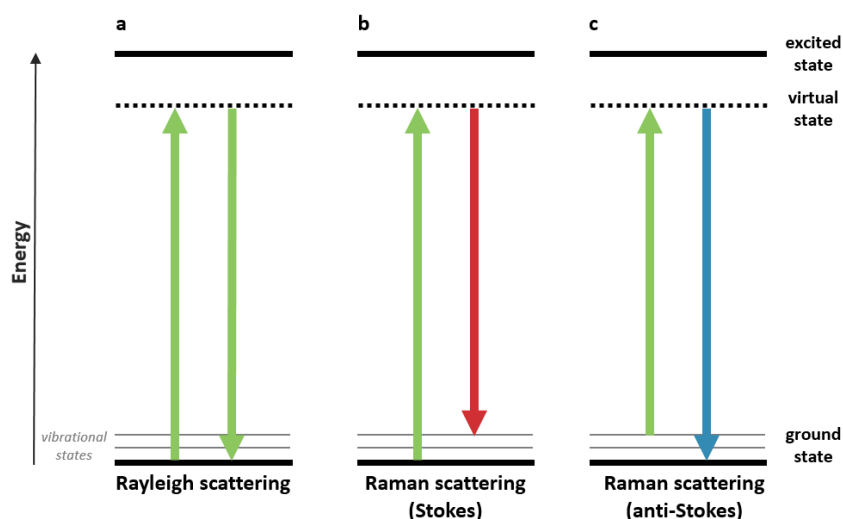 a
b
c
excited
state
virtual
state
Energy
vibrational
states
ground
state
Rayleigh scattering
Raman scattering
(Stokes)
Raman scattering
(anti-Stokes)